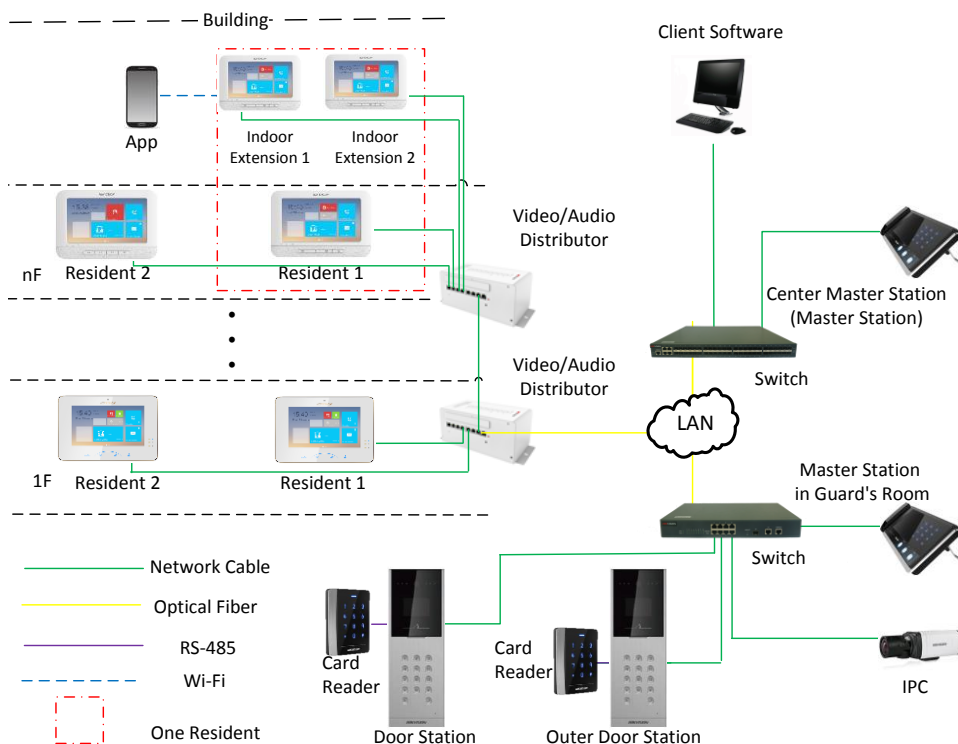 Building-
Client Software
App
Indoor
Extension 1
Indoor
Extension 2
Video/Audio
Distributor
nF
Resident 2
Resident 1
Center Master Station
(Master Station)
Switch
Video/Audio
Distributor
LAN
1F
Resident 2
Resident 1
Master Station
in Guard's Room
Switch
Network Cable
Optical Fiber
RS-485
Wi-Fi
One Resident
Card
Reader
Door Station
Card
Reader
Outer Door Station
IPC